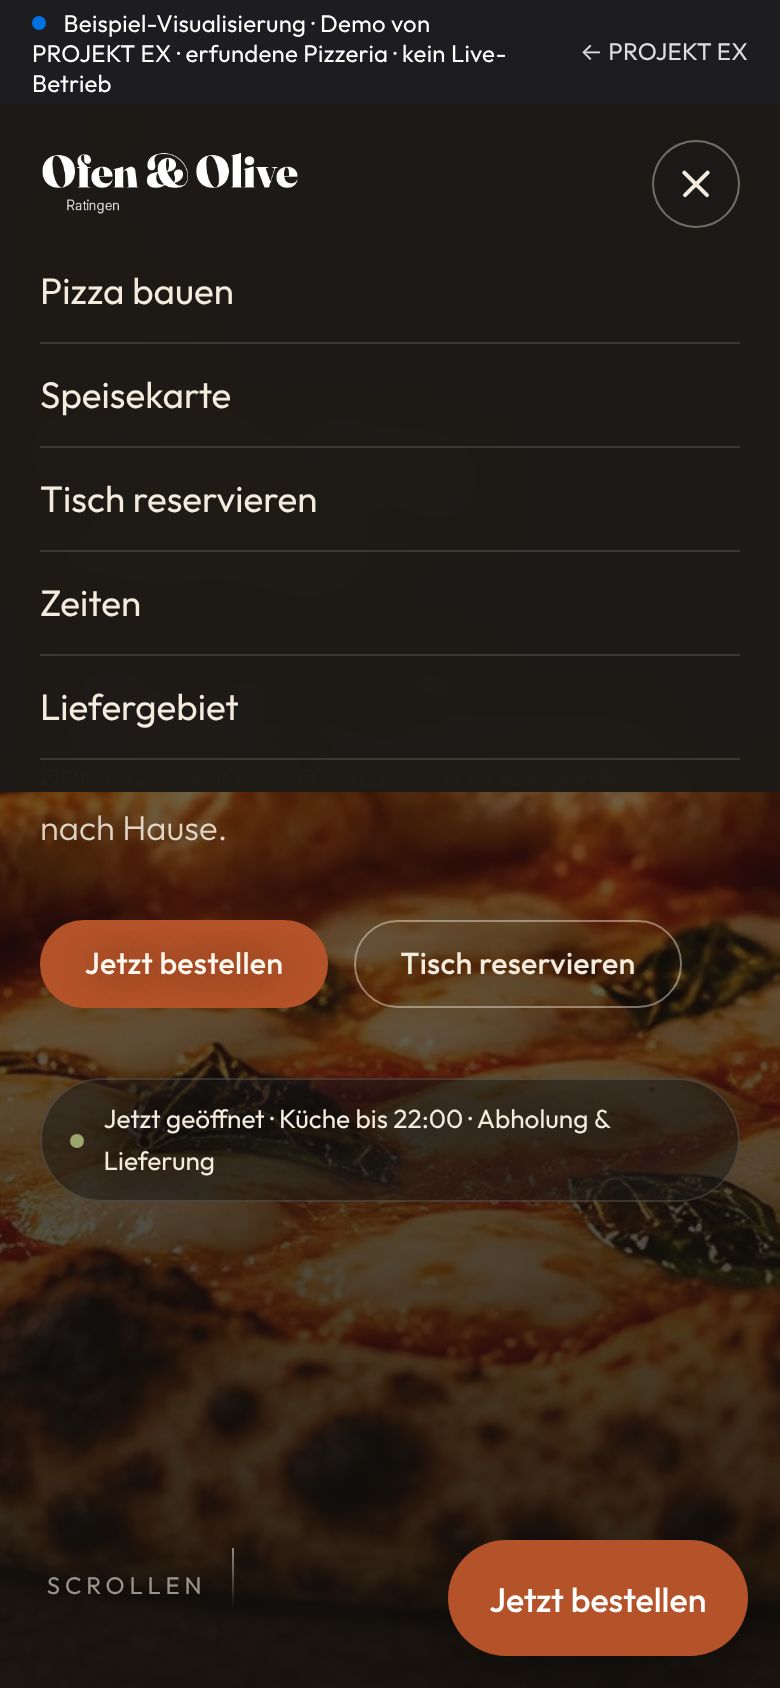 Beispiel-Visualisierung · Demo von
PROJEKT EX · erfundene Pizzeria · kein Live-
Betrieb
← PROJEKT EX
Ofen & Olive
Ratingen
Pizza bauen
Speisekarte
Tisch reservieren
Zeiten
Liefergebiet
nach Hause.
Jetzt bestellen
Tisch reservieren
Jetzt geöffnet · Küche bis 22:00 · Abholung &
Lieferung
SCROLLEN
Jetzt bestellen